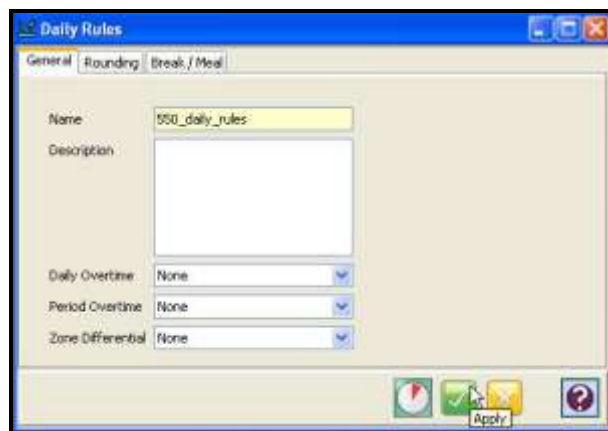 Daily Rules
General Rounding Break / Meal
Name 550_daily_rules
Description
Daily Overtime None
Period Overtime None
Zone Differential None
Apply